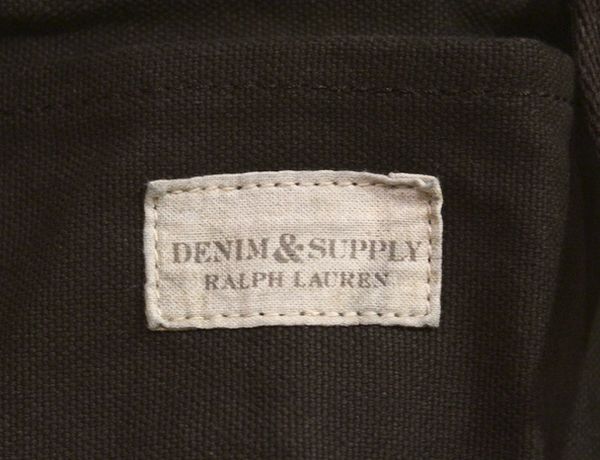 DENIM & SUPPLY
RALPH LAUREN